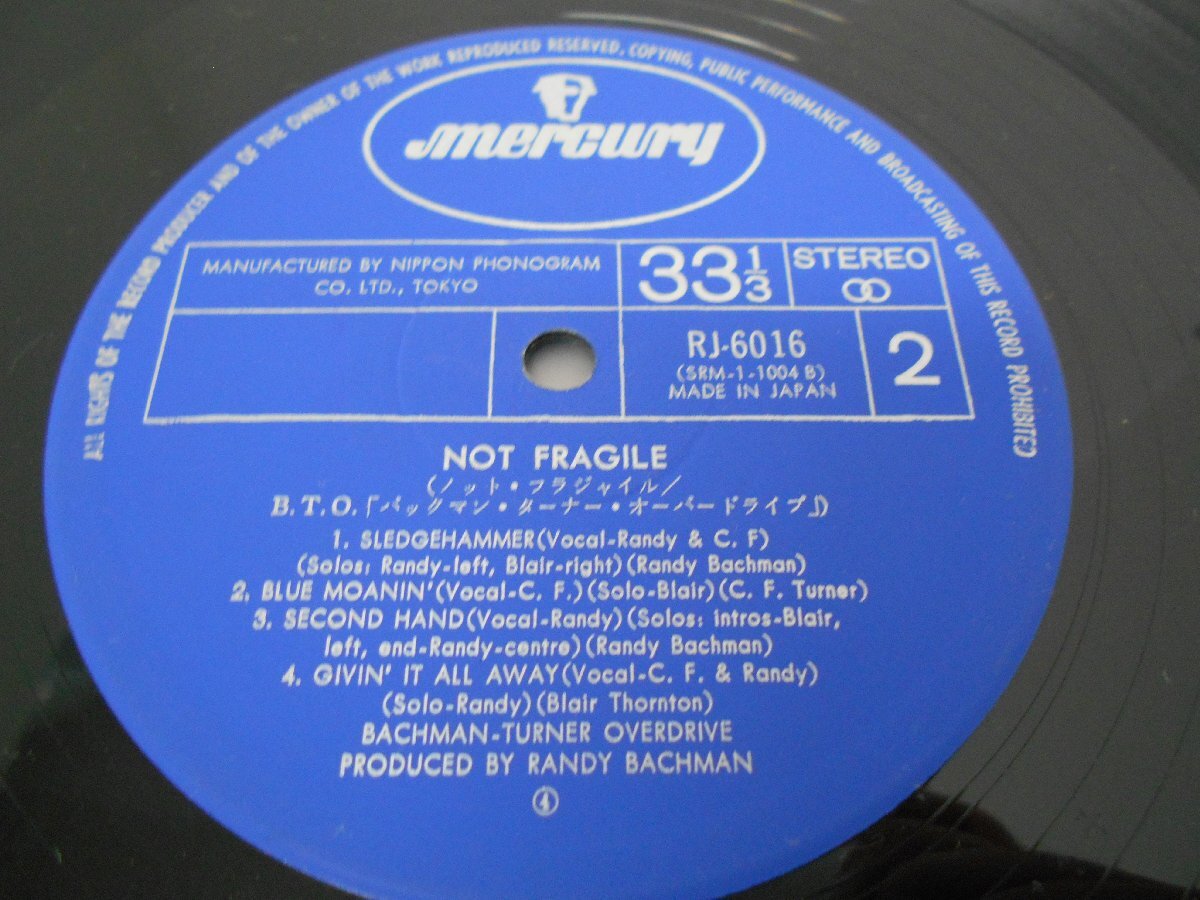 ALL RIGHTS OF THE RECORD PRODUCER AND OF THE OWNER OF THE WORK REPRODUCED RESERVED. COPYING, PUBLIC PERFORMANCE AND BROADCASTING OF THIS RECORD PROHIBITED
mercury
MANUFACTURED BY NIPPON PHONOGRAM
CO. LTD., TOKYO
33 1/3
STEREO
RJ-6016
(SRM-1-1004 B)
MADE IN JAPAN
2
NOT FRAGILE
(ノット・フラジャイル/
B.T.O.「バックマン・ターナー・オーバードライブ」)
1. SLEDGEHAMMER(Vocal-Randy & C. F)
(Solos: Randy-left, Blair-right)(Randy Bachman)
2. BLUE MOANIN'(Vocal-C. F.)(Solo-Blair)(C. F. Turner)
3. SECOND HAND(Vocal-Randy)(Solos: intros-Blair,
left, end-Randy-centre)(Randy Bachman)
4. GIVIN' IT ALL AWAY(Vocal-C. F. & Randy)
(Solo-Randy)(Blair Thornton)
BACHMAN-TURNER OVERDRIVE
PRODUCED BY RANDY BACHMAN
④